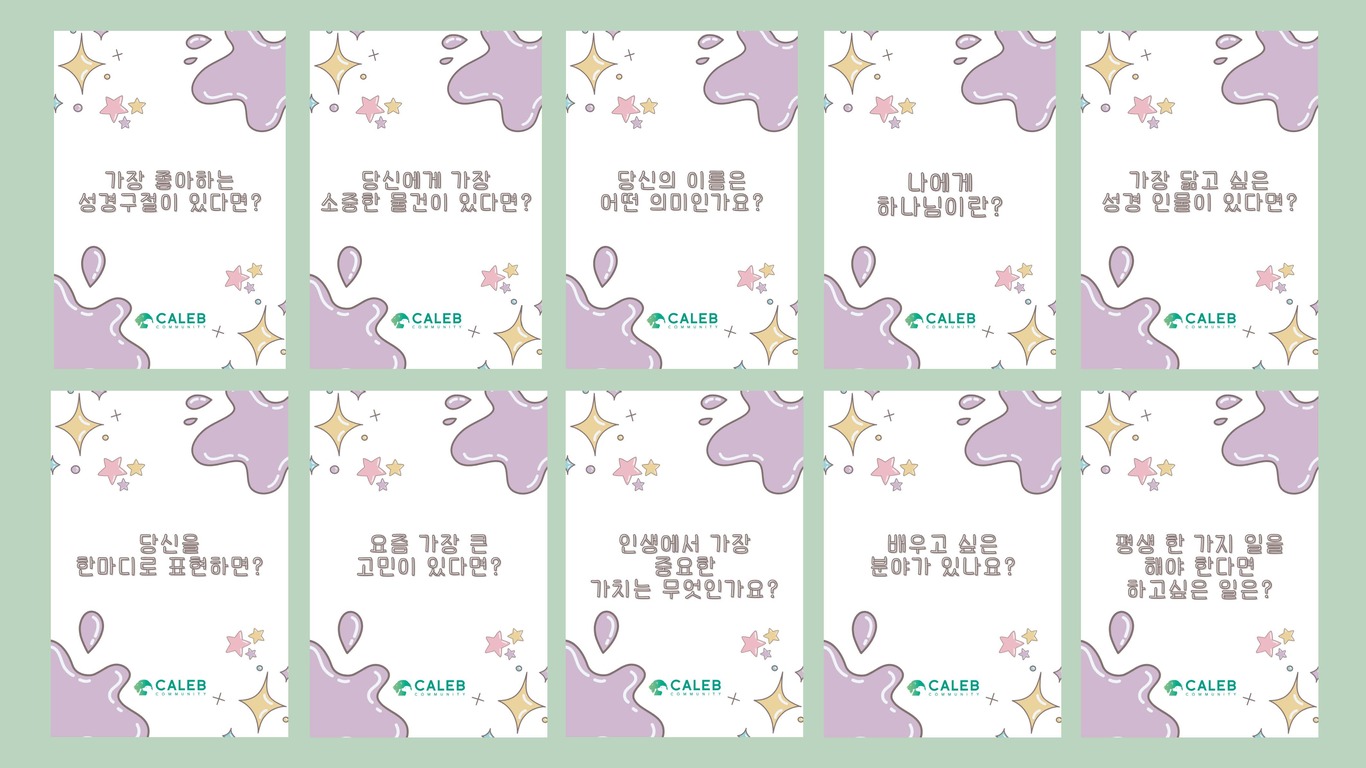 가장 좋아하는
성경구절이 있다면?
CALEB
COMMUNITY
당신에게 가장
소중한 물건이 있다면?
CALEB
COMMUNITY
당신의 이름은
어떤 의미인가요?
CALEB
COMMUNITY
나에게
하나님이란?
CALEB
COMMUNITY
가장 닮고 싶은
성경 인물이 있다면?
CALEB
COMMUNITY
당신을
한마디로 표현하면?
CALEB
COMMUNITY
요즘 가장 큰
고민이 있다면?
CALEB
COMMUNITY
인생에서 가장
중요한
가치는 무엇인가요?
CALEB
COMMUNITY
배우고 싶은
분야가 있나요?
CALEB
COMMUNITY
평생 한 가지 일을
해야 한다면
하고싶은 일은?
CALEB
COMMUNITY